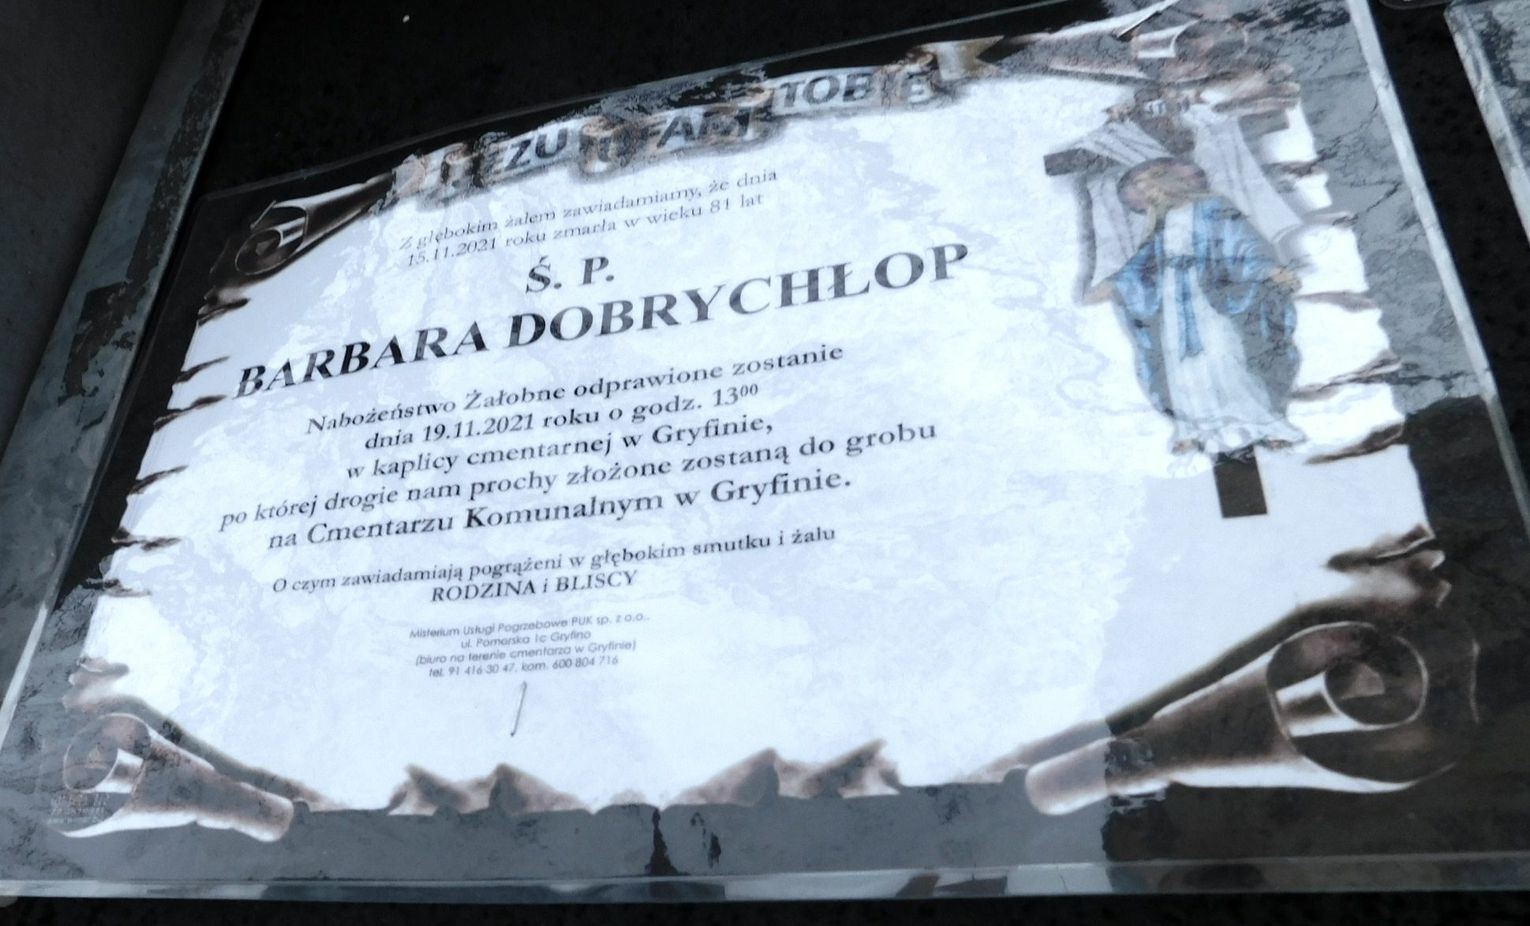 JEZU UFAM TOBIE
Z głębokim żalem zawiadamiamy, że dnia
15.11.2021 roku zmarła w wieku 81 lat
Ś. P.
BARBARA DOBRYCHŁOP
Nabożeństwo Żałobne odprawione zostanie
dnia 19.11.2021 roku o godz. 13⁰⁰
w kaplicy cmentarnej w Gryfinie,
po której drogie nam prochy złożone zostaną do grobu
na Cmentarzu Komunalnym w Gryfinie.
O czym zawiadamiają pogrążeni w głębokim smutku i żalu
RODZINA i BLISCY
Misterium Usługi Pogrzebowe PUK sp. z o.o.,
ul. Pomorska 1c Gryfino
(biuro na terenie cmentarza w Gryfinie)
tel. 91 416 30 47, kom. 600 804 716